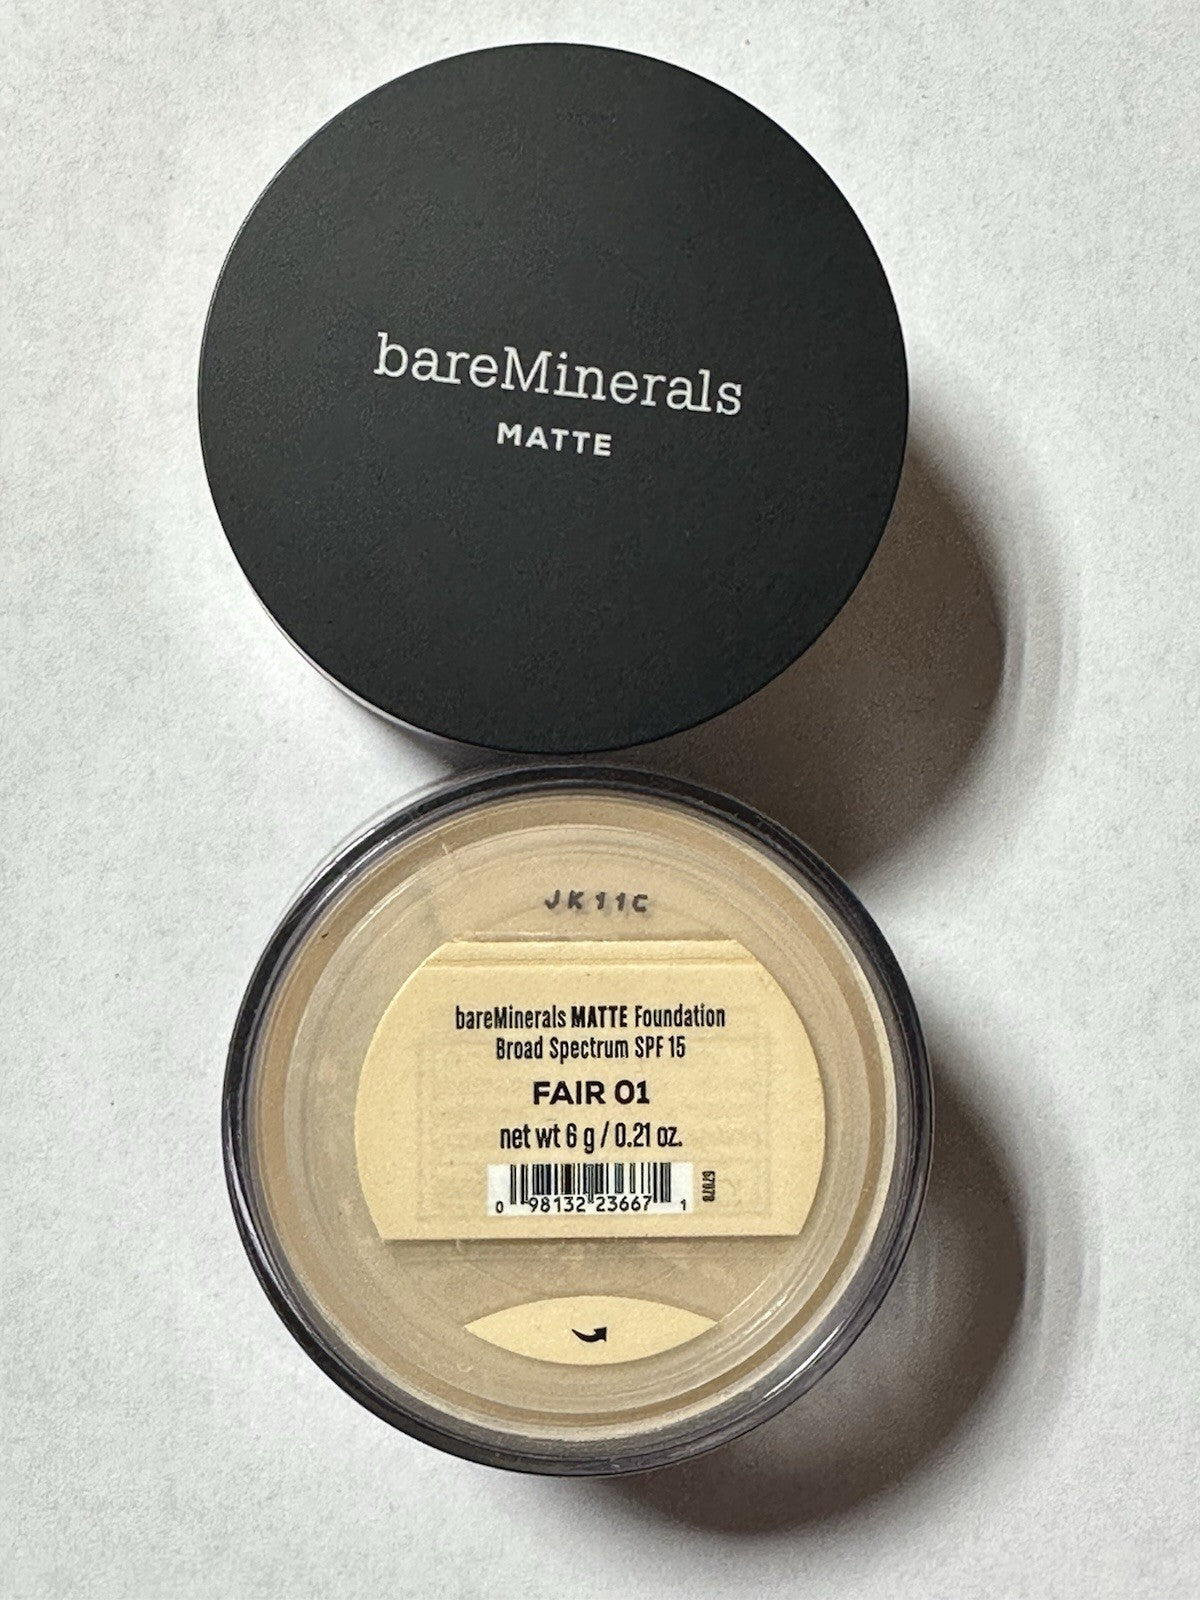 bareMinerals
MATTE
JK11C
bareMinerals MATTE Foundation
Broad Spectrum SPF 15
FAIR 01
net wt 6 g / 0.21 oz.
0 98132 23667 1